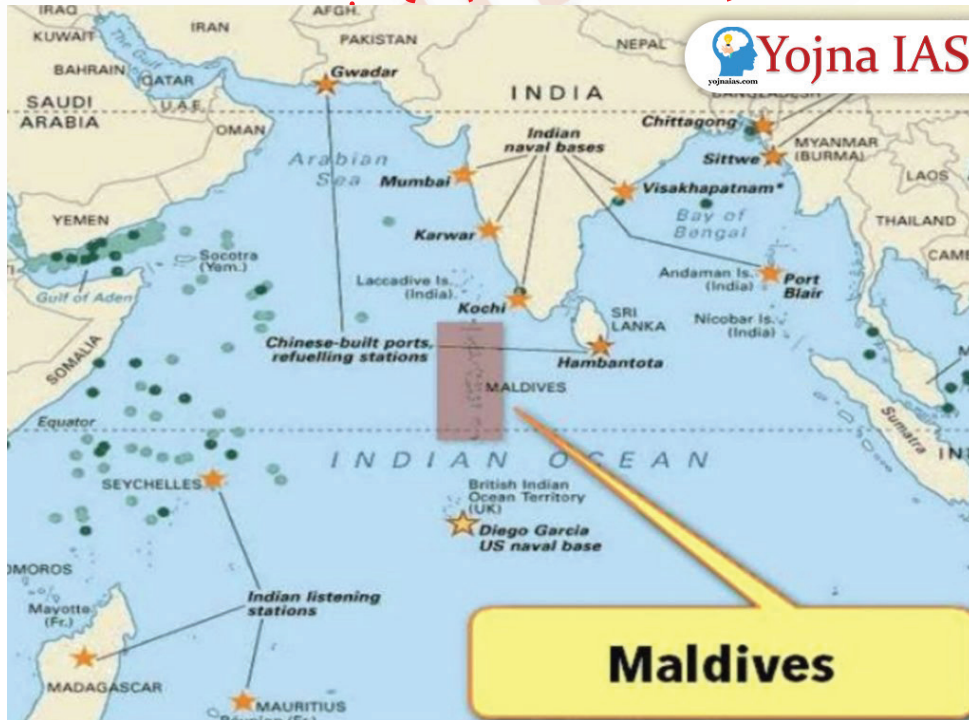 IRAQ
AFGH.
KUWAIT
IRAN
PAKISTAN
NEPAL
Yojna IAS
yojnaias.com
The Gulf
BAHRAIN
QATAR
Gwadar
INDIA
BANGLADESH
SAUDI
ARABIA
U.A.E.
OMAN
Chittagong
Indian
naval bases
MYANMAR
(BURMA)
Sittwe
Arabian
Sea
Mumbai
Visakhapatnam*
LAOS
YEMEN
Karwar
Bay of
Bengal
THAILAND
Socotra
(Yem.)
Gulf of Aden
Laccadive Is.
(India)
Andaman Is.
(India)
Port
Blair
Kochi
SRI
LANKA
Nicobar Is.
(India)
SOMALIA
Chinese-built ports,
refuelling stations
Hambantota
MALDIVES
Equator
Sumatra
INDIAN OCEAN
SEYCHELLES
British Indian
Ocean Territory
(UK)
Diego Garcia
US naval base
OMOROS
Mayotte
(Fr.)
Indian listening
stations
Maldives
MADAGASCAR
MAURITIUS